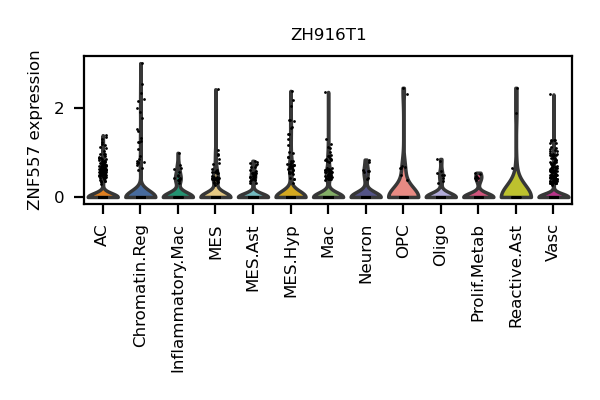 ZH916T1
ZNF557 expression
2
0
AC
Chromatin.Reg
Inflammatory.Mac
MES
MES.Ast
MES.Hyp
Mac
Neuron
OPC
Oligo
Prolif.Metab
Reactive.Ast
Vasc